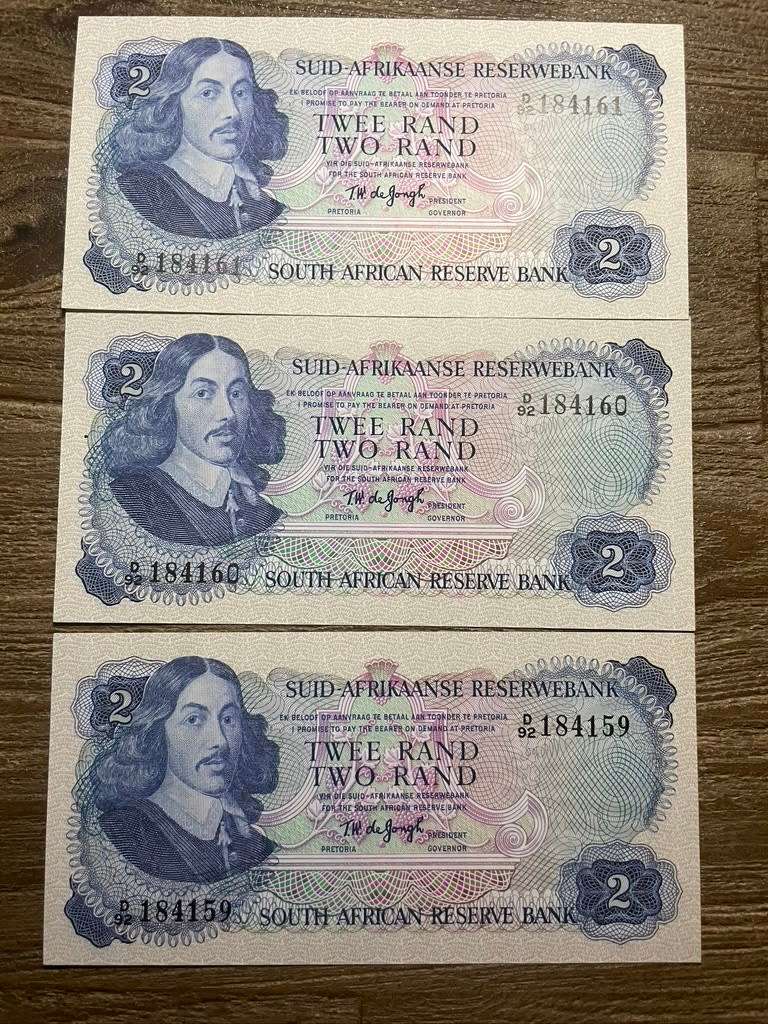 2
SUID-AFRIKAANSE RESERWEBANK
EK BELOOF OP AANVRAAG TE BETAAL AAN TOONDER TE PRETORIA
I PROMISE TO PAY THE BEARER ON DEMAND AT PRETORIA
D/92 184161
TWEE RAND
TWO RAND
VIR DIE SUID-AFRIKAANSE RESERWEBANK
FOR THE SOUTH AFRICAN RESERVE BANK
T.W. de Jongh
PRESIDENT
PRETORIA GOVERNOR
2
D/92 184161
SOUTH AFRICAN RESERVE BANK
2
SUID-AFRIKAANSE RESERWEBANK
EK BELOOF OP AANVRAAG TE BETAAL AAN TOONDER TE PRETORIA
I PROMISE TO PAY THE BEARER ON DEMAND AT PRETORIA
D/92 184160
TWEE RAND
TWO RAND
VIR DIE SUID-AFRIKAANSE RESERWEBANK
FOR THE SOUTH AFRICAN RESERVE BANK
T.W. de Jongh
PRESIDENT
PRETORIA GOVERNOR
2
D/92 184160
SOUTH AFRICAN RESERVE BANK
2
SUID-AFRIKAANSE RESERWEBANK
EK BELOOF OP AANVRAAG TE BETAAL AAN TOONDER TE PRETORIA
I PROMISE TO PAY THE BEARER ON DEMAND AT PRETORIA
D/92 184159
TWEE RAND
TWO RAND
VIR DIE SUID-AFRIKAANSE RESERWEBANK
FOR THE SOUTH AFRICAN RESERVE BANK
T.W. de Jongh
PRESIDENT
PRETORIA GOVERNOR
2
D/92 184159
SOUTH AFRICAN RESERVE BANK